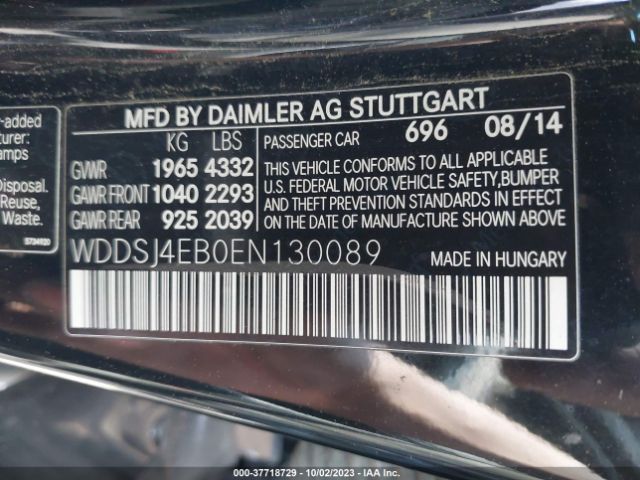 MFD BY DAIMLER AG STUTTGART
KG LBS
GVWR 1965 4332
GAWR FRONT 1040 2293
GAWR REAR 925 2039
PASSENGER CAR 696 08/14
THIS VEHICLE CONFORMS TO ALL APPLICABLE
U.S. FEDERAL MOTOR VEHICLE SAFETY, BUMPER
AND THEFT PREVENTION STANDARDS IN EFFECT
ON THE DATE OF MANUFACTURE SHOWN ABOVE.
WDDSJ4EB0EN130089 MADE IN HUNGARY
-added
Disposal.
Reuse,
Waste.
000-37718729 - 10/02/2023 - IAA Inc.